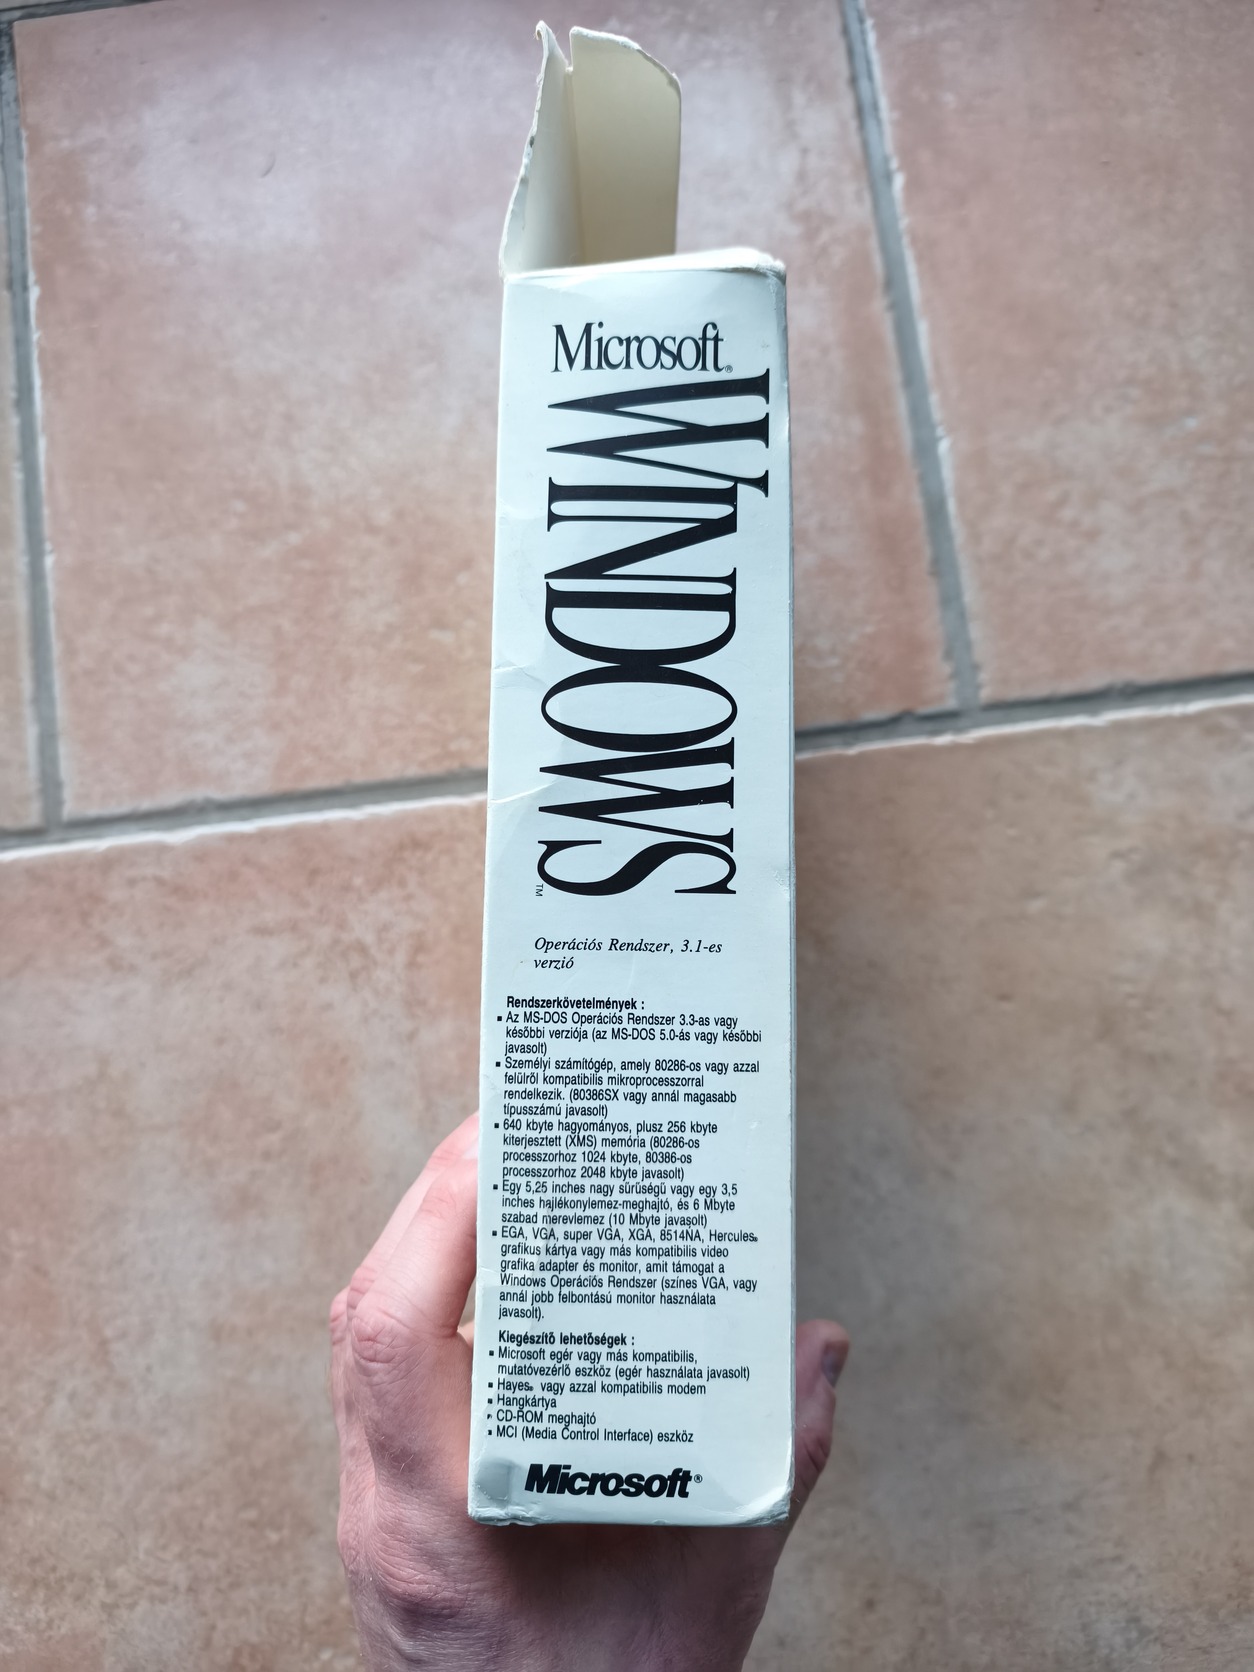 Microsoft®
WINDOWS™
Operációs Rendszer, 3.1-es
verzió
Rendszerkövetelmények :
▪ Az MS-DOS Operációs Rendszer 3.3-as vagy
későbbi verziója (az MS-DOS 5.0-ás vagy későbbi
javasolt)
▪ Személyi számítógép, amely 80286-os vagy azzal
felülről kompatibilis mikroprocesszorral
rendelkezik. (80386SX vagy annál magasabb
típusszámú javasolt)
▪ 640 kbyte hagyományos, plusz 256 kbyte
kiterjesztett (XMS) memória (80286-os
processzorhoz 1024 kbyte, 80386-os
processzorhoz 2048 kbyte javasolt)
▪ Egy 5,25 inches nagy sűrűségű vagy egy 3,5
inches hajlékonylemez-meghajtó, és 6 Mbyte
szabad merevlemez (10 Mbyte javasolt)
▪ EGA, VGA, super VGA, XGA, 8514NA, Hercules®
grafikus kártya vagy más kompatibilis video
grafika adapter és monitor, amit támogat a
Windows Operációs Rendszer (színes VGA, vagy
annál jobb felbontású monitor használata
javasolt).
Kiegészítő lehetőségek :
▪ Microsoft egér vagy más kompatibilis,
mutatóvezérlő eszköz (egér használata javasolt)
▪ Hayes® vagy azzal kompatibilis modem
▪ Hangkártya
▪ CD-ROM meghajtó
▪ MCI (Media Control Interface) eszköz
Microsoft®